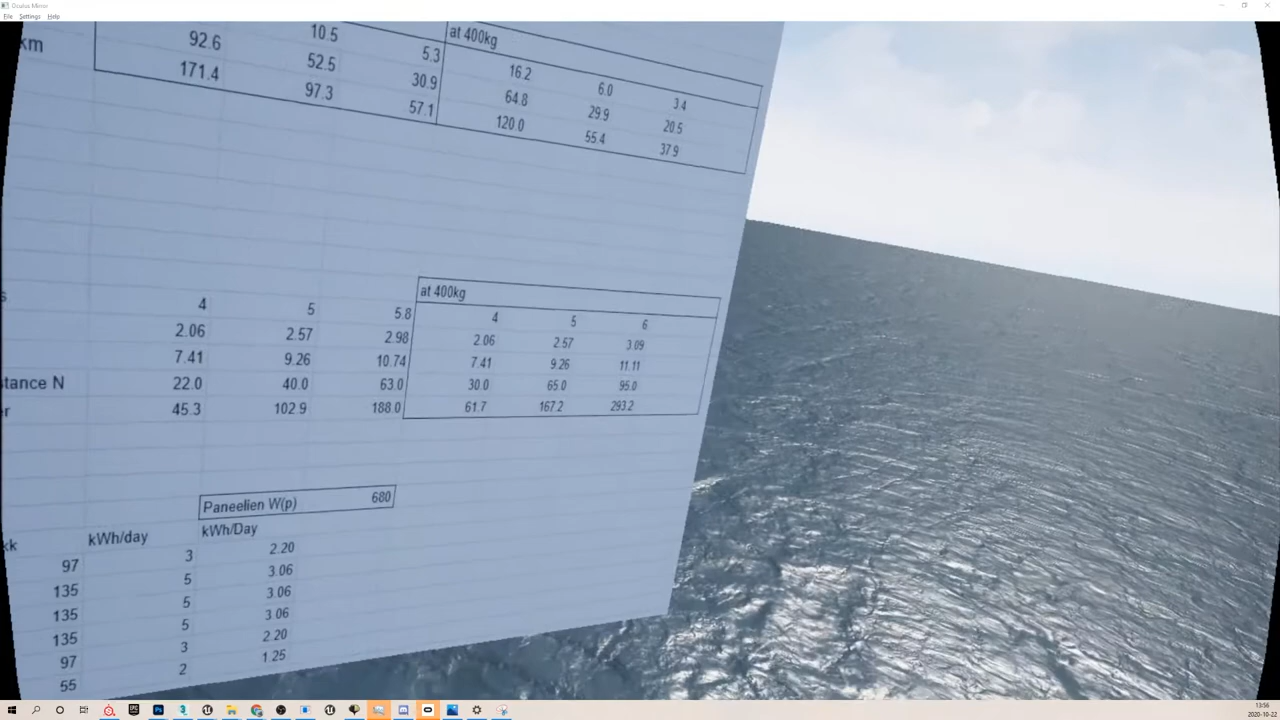 Oculus Mirror
File Settings Help
at 400kg
km 92.6 10.5 5.3 16.2 6.0 3.4
171.4 52.5 30.9 64.8 29.9 20.5
97.3 57.1 120.0 55.4 37.9
at 400kg
s 4 5 5.8 4 5 6
2.06 2.57 2.98 2.06 2.57 3.09
7.41 9.26 10.74 7.41 9.26 11.11
stance N 22.0 40.0 63.0 30.0 65.0 95.0
er 45.3 102.9 188.0 61.7 167.2 293.2
Paneelien W(p) 680
kk kWh/day kWh/Day
97 3 2.20
135 5 3.06
135 5 3.06
135 5 3.06
97 3 2.20
55 2 1.25
13:56
2020-10-22